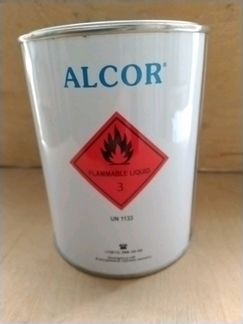 ALCOR®
FLAMMABLE LIQUID
3
UN 1133